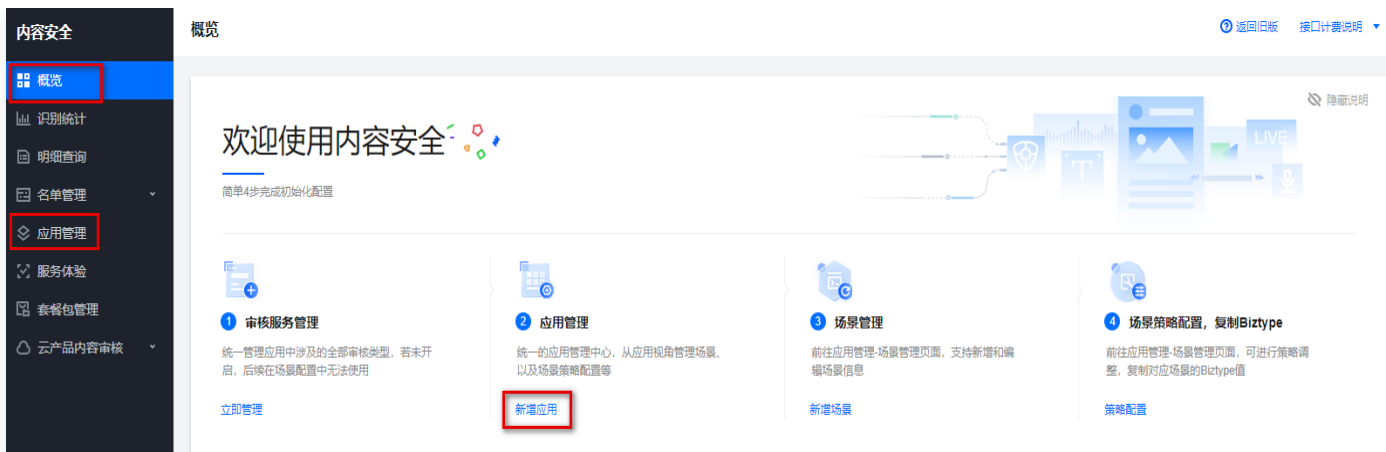 内容安全
概览
返回旧版
接口计费说明
概览
识别统计
明细查询
名单管理
应用管理
服务体验
套餐包管理
云产品内容审核
隐藏说明
欢迎使用内容安全
简单4步完成初始化配置
LIVE
T
1 审核服务管理
统一管理应用中涉及的全部审核类型，若未开
启，后续在场景配置中无法使用
立即管理
2 应用管理
统一的应用管理中心，从应用视角管理场景、
以及场景策略配置等
新增应用
3 场景管理
前往应用管理-场景管理页面，支持新增和编
辑场景信息
新增场景
4 场景策略配置，复制Biztype
前往应用管理-场景管理页面，可进行策略调
整，复制对应场景的Biztype值
策略配置